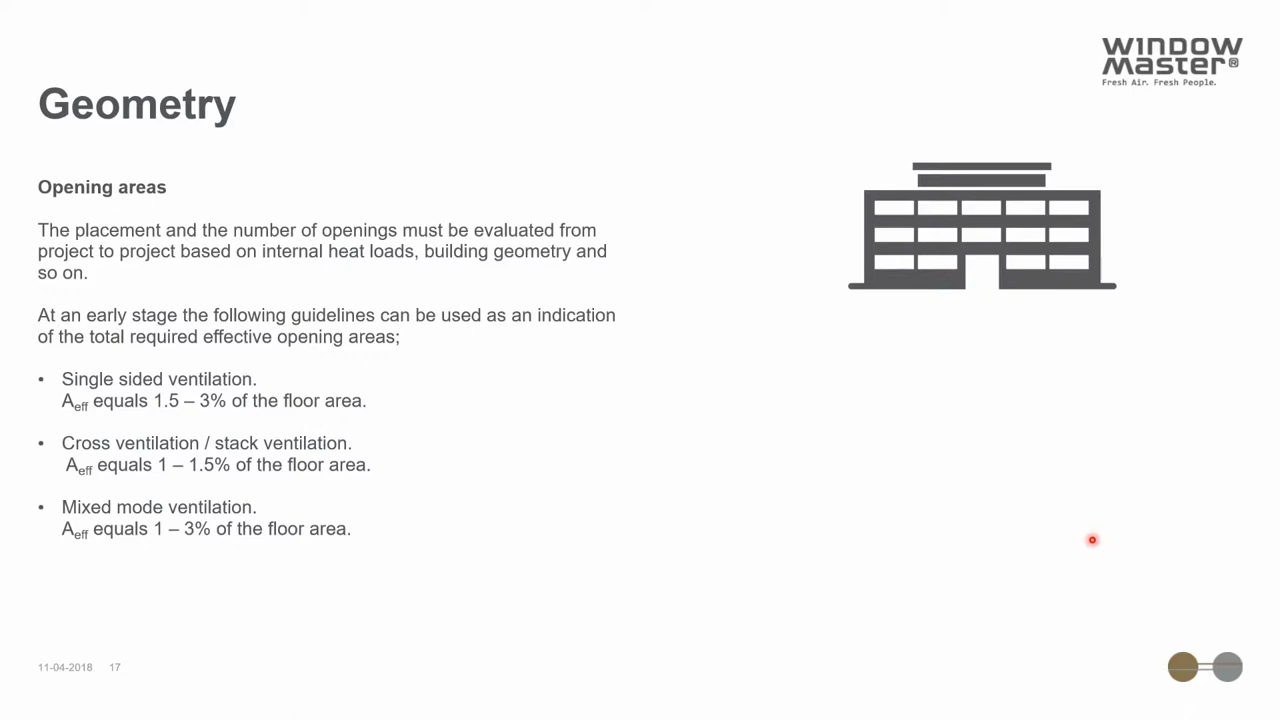 WINDOW
Master®
Fresh Air. Fresh People.
Geometry
Opening areas
The placement and the number of openings must be evaluated from
project to project based on internal heat loads, building geometry and
so on.
At an early stage the following guidelines can be used as an indication
of the total required effective opening areas;
• Single sided ventilation.
Aeff equals 1.5 – 3% of the floor area.
• Cross ventilation / stack ventilation.
Aeff equals 1 – 1.5% of the floor area.
• Mixed mode ventilation.
Aeff equals 1 – 3% of the floor area.
11-04-2018 17